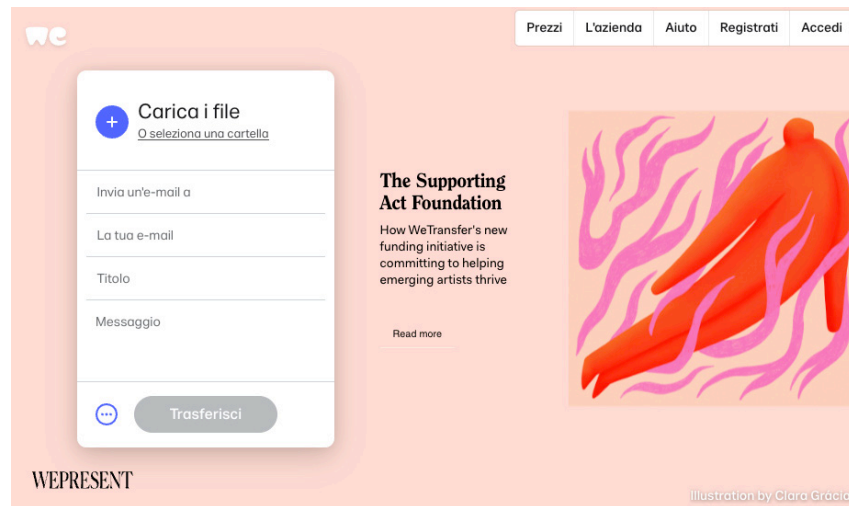 we
Prezzi L'azienda Aiuto Registrati Accedi
Carica i file
O seleziona una cartella
Invia un'e-mail a
La tua e-mail
Titolo
Messaggio
Trasferisci
The Supporting
Act Foundation
How WeTransfer's new
funding initiative is
committing to helping
emerging artists thrive
Read more
WEPRESENT
Illustration by Clara Grácio